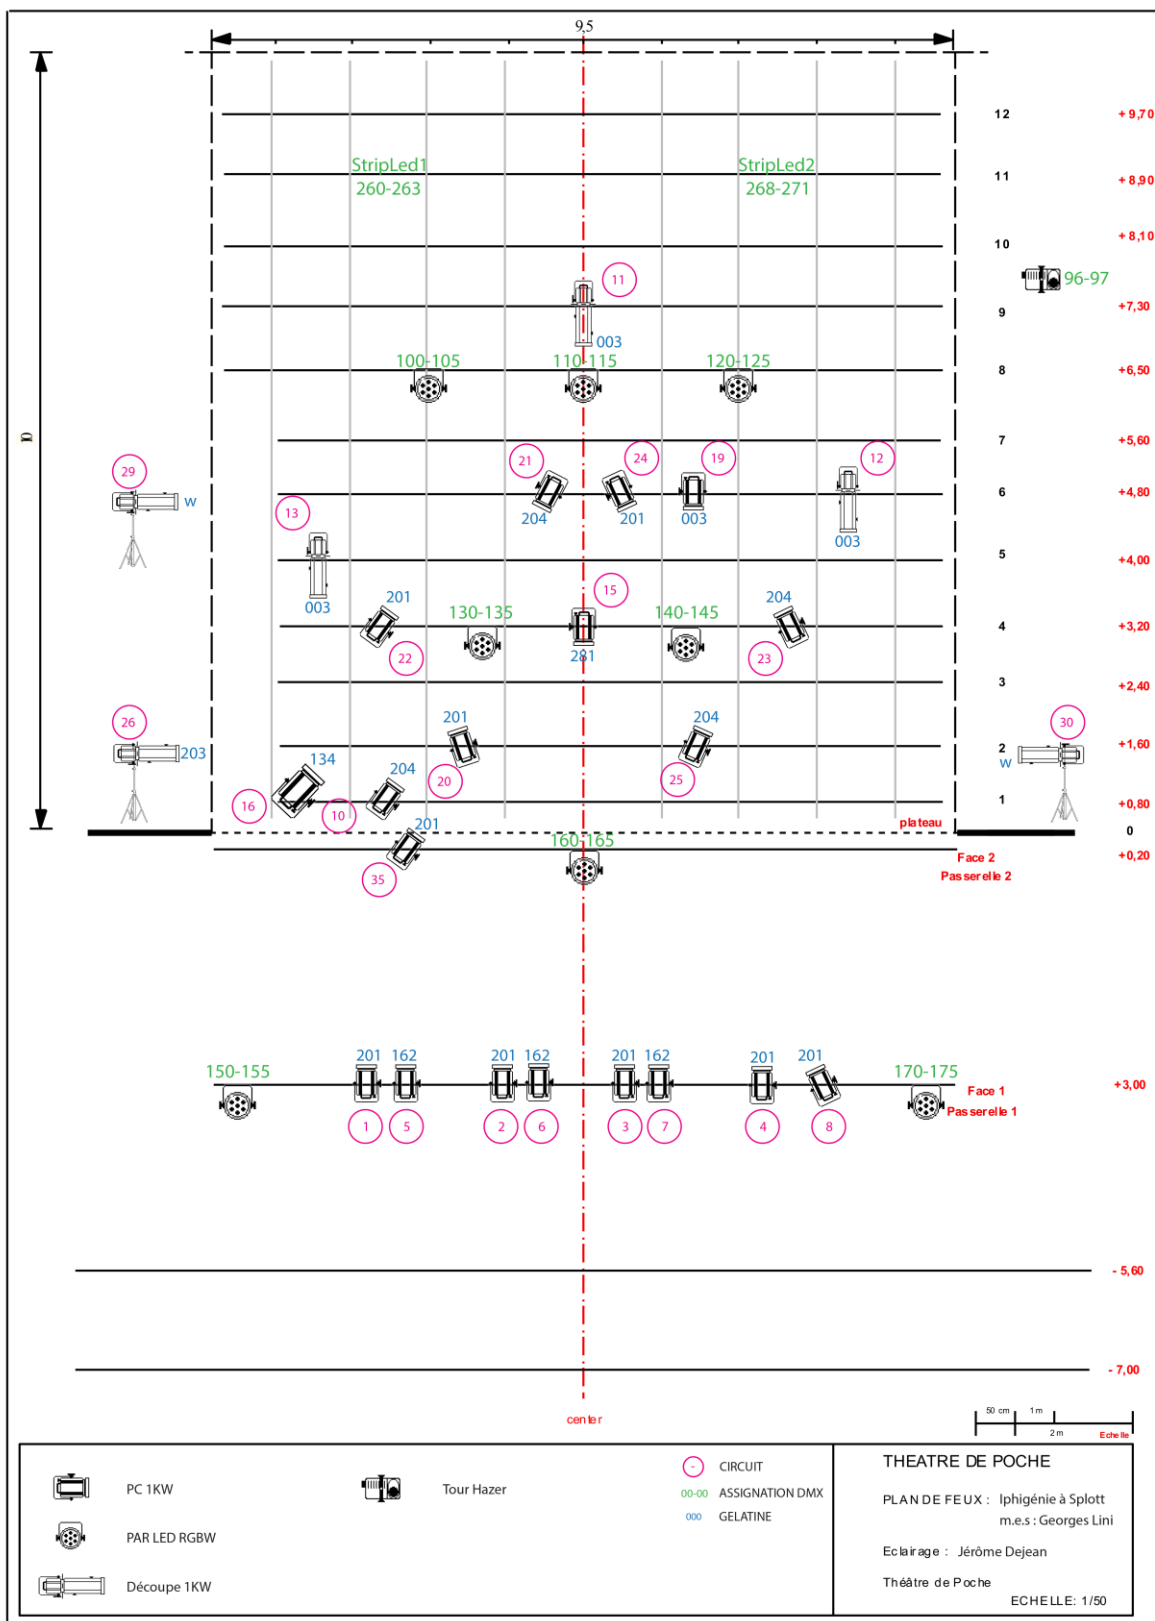 9,5
12 +9,70
StripLed1 StripLed2
260-263 268-271
11 +8,90
10 +8,10
11
96-97
9 +7,30
003
100-105 110-115 120-125
8 +6,50
7 +5,60
10
21 24 19 12
29
W
6 +4,80
204 201 003
13
003
5 +4,00
003
15
201 130-135 140-145 204
4 +3,20
22 281 23
3 +2,40
26 201 204 30
203
2 +1,60
W
134
20 25
204
16 10
1 +0,80
plateau
0
201
160-165
Face 2 +0,20
Passerelle 2
35
201 162 201 162 201 162 201 201
150-155 170-175
Face 1 +3,00
Passerelle 1
1 5 2 6 3 7 4 8
- 5,60
- 7,00
center
50 cm 1 m
2 m Echelle
PC 1KW
PAR LED RGBW
Découpe 1KW
Tour Hazer
- CIRCUIT
00-00 ASSIGNATION DMX
000 GELATINE
THEATRE DE POCHE
PLAN DE FEUX : Iphigénie à Splott
m.e.s : Georges Lini
Eclairage : Jérôme Dejean
Théâtre de Poche
ECHELLE: 1/50